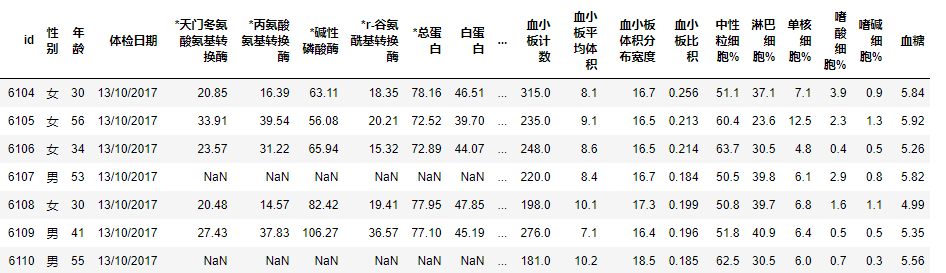 id 性别 年龄 体检日期 *天门冬氨酸氨基转换酶 *丙氨酸氨基转换酶 *碱性磷酸酶 *r-谷氨酰基转换酶 *总蛋白 白蛋白 ... 血小板计数 血小板平均体积 血小板体积分布宽度 血小板比积 中性粒细胞% 淋巴细胞% 单核细胞% 嗜酸细胞% 嗜碱细胞% 血糖
6104 女 30 13/10/2017 20.85 16.39 63.11 18.35 78.16 46.51 ... 315.0 8.1 16.7 0.256 51.1 37.1 7.1 3.9 0.9 5.84
6105 女 56 13/10/2017 33.91 39.54 56.08 20.21 72.52 39.70 ... 235.0 9.1 16.5 0.213 60.4 23.6 12.5 2.3 1.3 5.92
6106 女 34 13/10/2017 23.57 31.22 65.94 15.32 72.89 44.07 ... 248.0 8.6 16.5 0.214 63.7 30.5 4.8 0.4 0.5 5.26
6107 男 53 13/10/2017 NaN NaN NaN NaN NaN NaN ... 220.0 8.4 16.7 0.184 50.5 39.8 6.1 2.9 0.8 5.82
6108 女 30 13/10/2017 20.48 14.57 82.42 19.41 77.95 47.85 ... 198.0 10.1 17.3 0.199 50.8 39.7 6.8 1.6 1.1 4.99
6109 男 41 13/10/2017 27.43 37.83 106.27 36.57 77.10 45.19 ... 276.0 7.1 16.4 0.196 51.8 40.9 6.4 0.5 0.5 5.35
6110 男 55 13/10/2017 NaN NaN NaN NaN NaN NaN ... 181.0 10.2 18.5 0.185 62.5 30.5 6.0 0.7 0.3 5.56